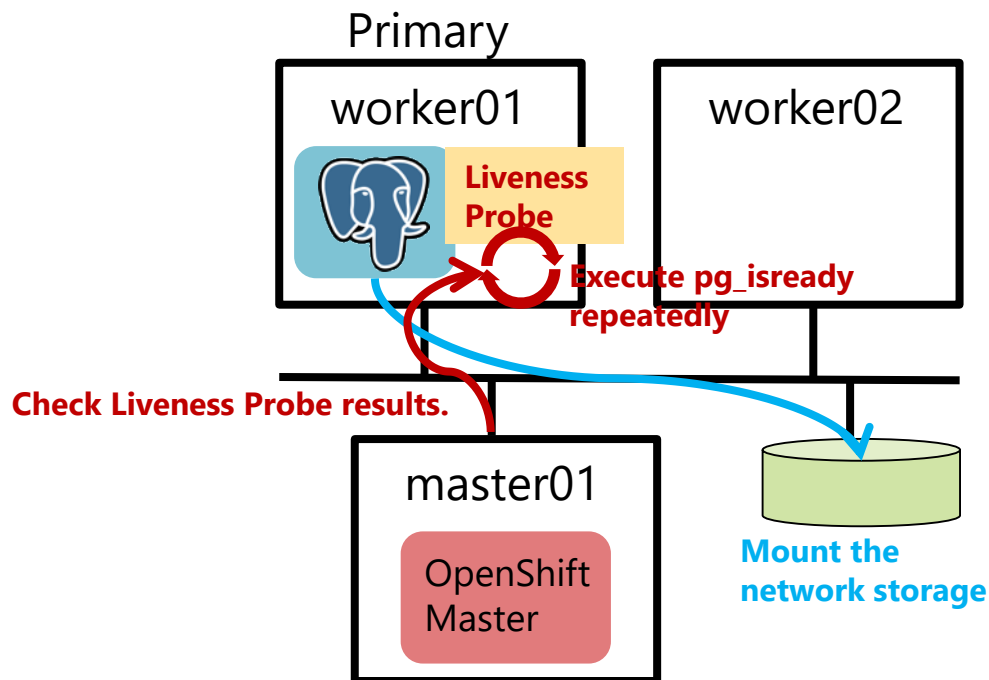 Primary
worker01
worker02
Liveness
Probe
Execute pg_isready
repeatedly
Check Liveness Probe results.
master01
OpenShift
Master
Mount the
network storage